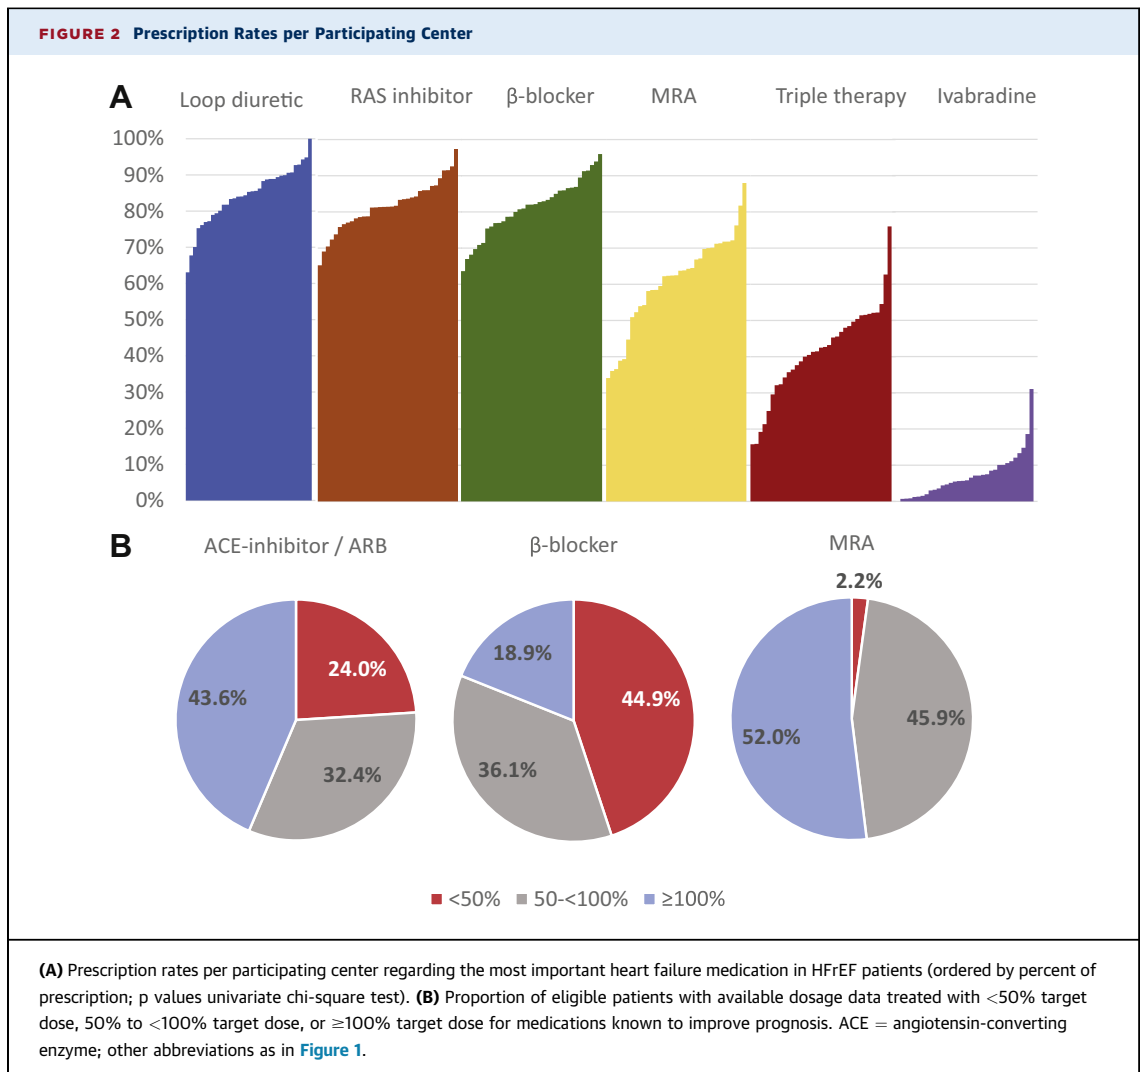 FIGURE 2 Prescription Rates per Participating Center
A
Loop diuretic RAS inhibitor β-blocker MRA Triple therapy Ivabradine
100%
90%
80%
70%
60%
50%
40%
30%
20%
10%
0%
B
ACE-inhibitor / ARB β-blocker MRA
24.0%
32.4%
43.6%
44.9%
36.1%
18.9%
2.2%
45.9%
52.0%
<50% 50-<100% ≥100%
(A) Prescription rates per participating center regarding the most important heart failure medication in HFrEF patients (ordered by percent of
prescription; p values univariate chi-square test). (B) Proportion of eligible patients with available dosage data treated with <50% target
dose, 50% to <100% target dose, or ≥100% target dose for medications known to improve prognosis. ACE = angiotensin-converting
enzyme; other abbreviations as in Figure 1.